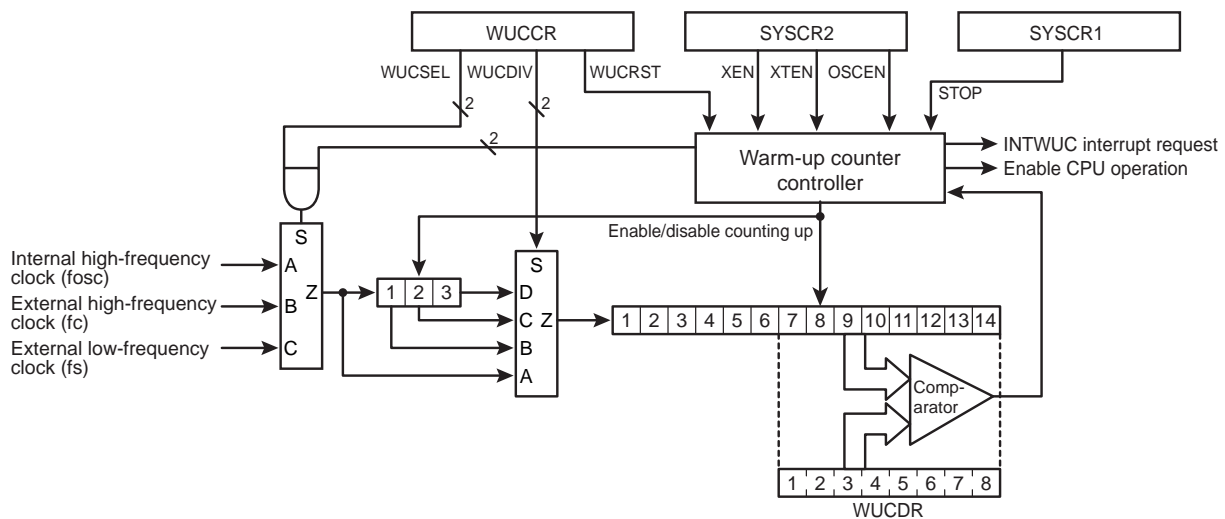 WUCCR
SYSCR2
SYSCR1
WUCSEL
WUCDIV
WUCRST
XEN
XTEN
OSCEN
STOP
2
2
2
Warm-up counter
controller
INTWUC interrupt request
Enable CPU operation
Enable/disable counting up
S
A
B
C
Z
Internal high-frequency
clock (fosc)
External high-frequency
clock (fc)
External low-frequency
clock (fs)
1 2 3
S
D
C
B
A
Z
1 2 3 4 5 6 7 8 9 10 11 12 13 14
Comp-
arator
1 2 3 4 5 6 7 8
WUCDR